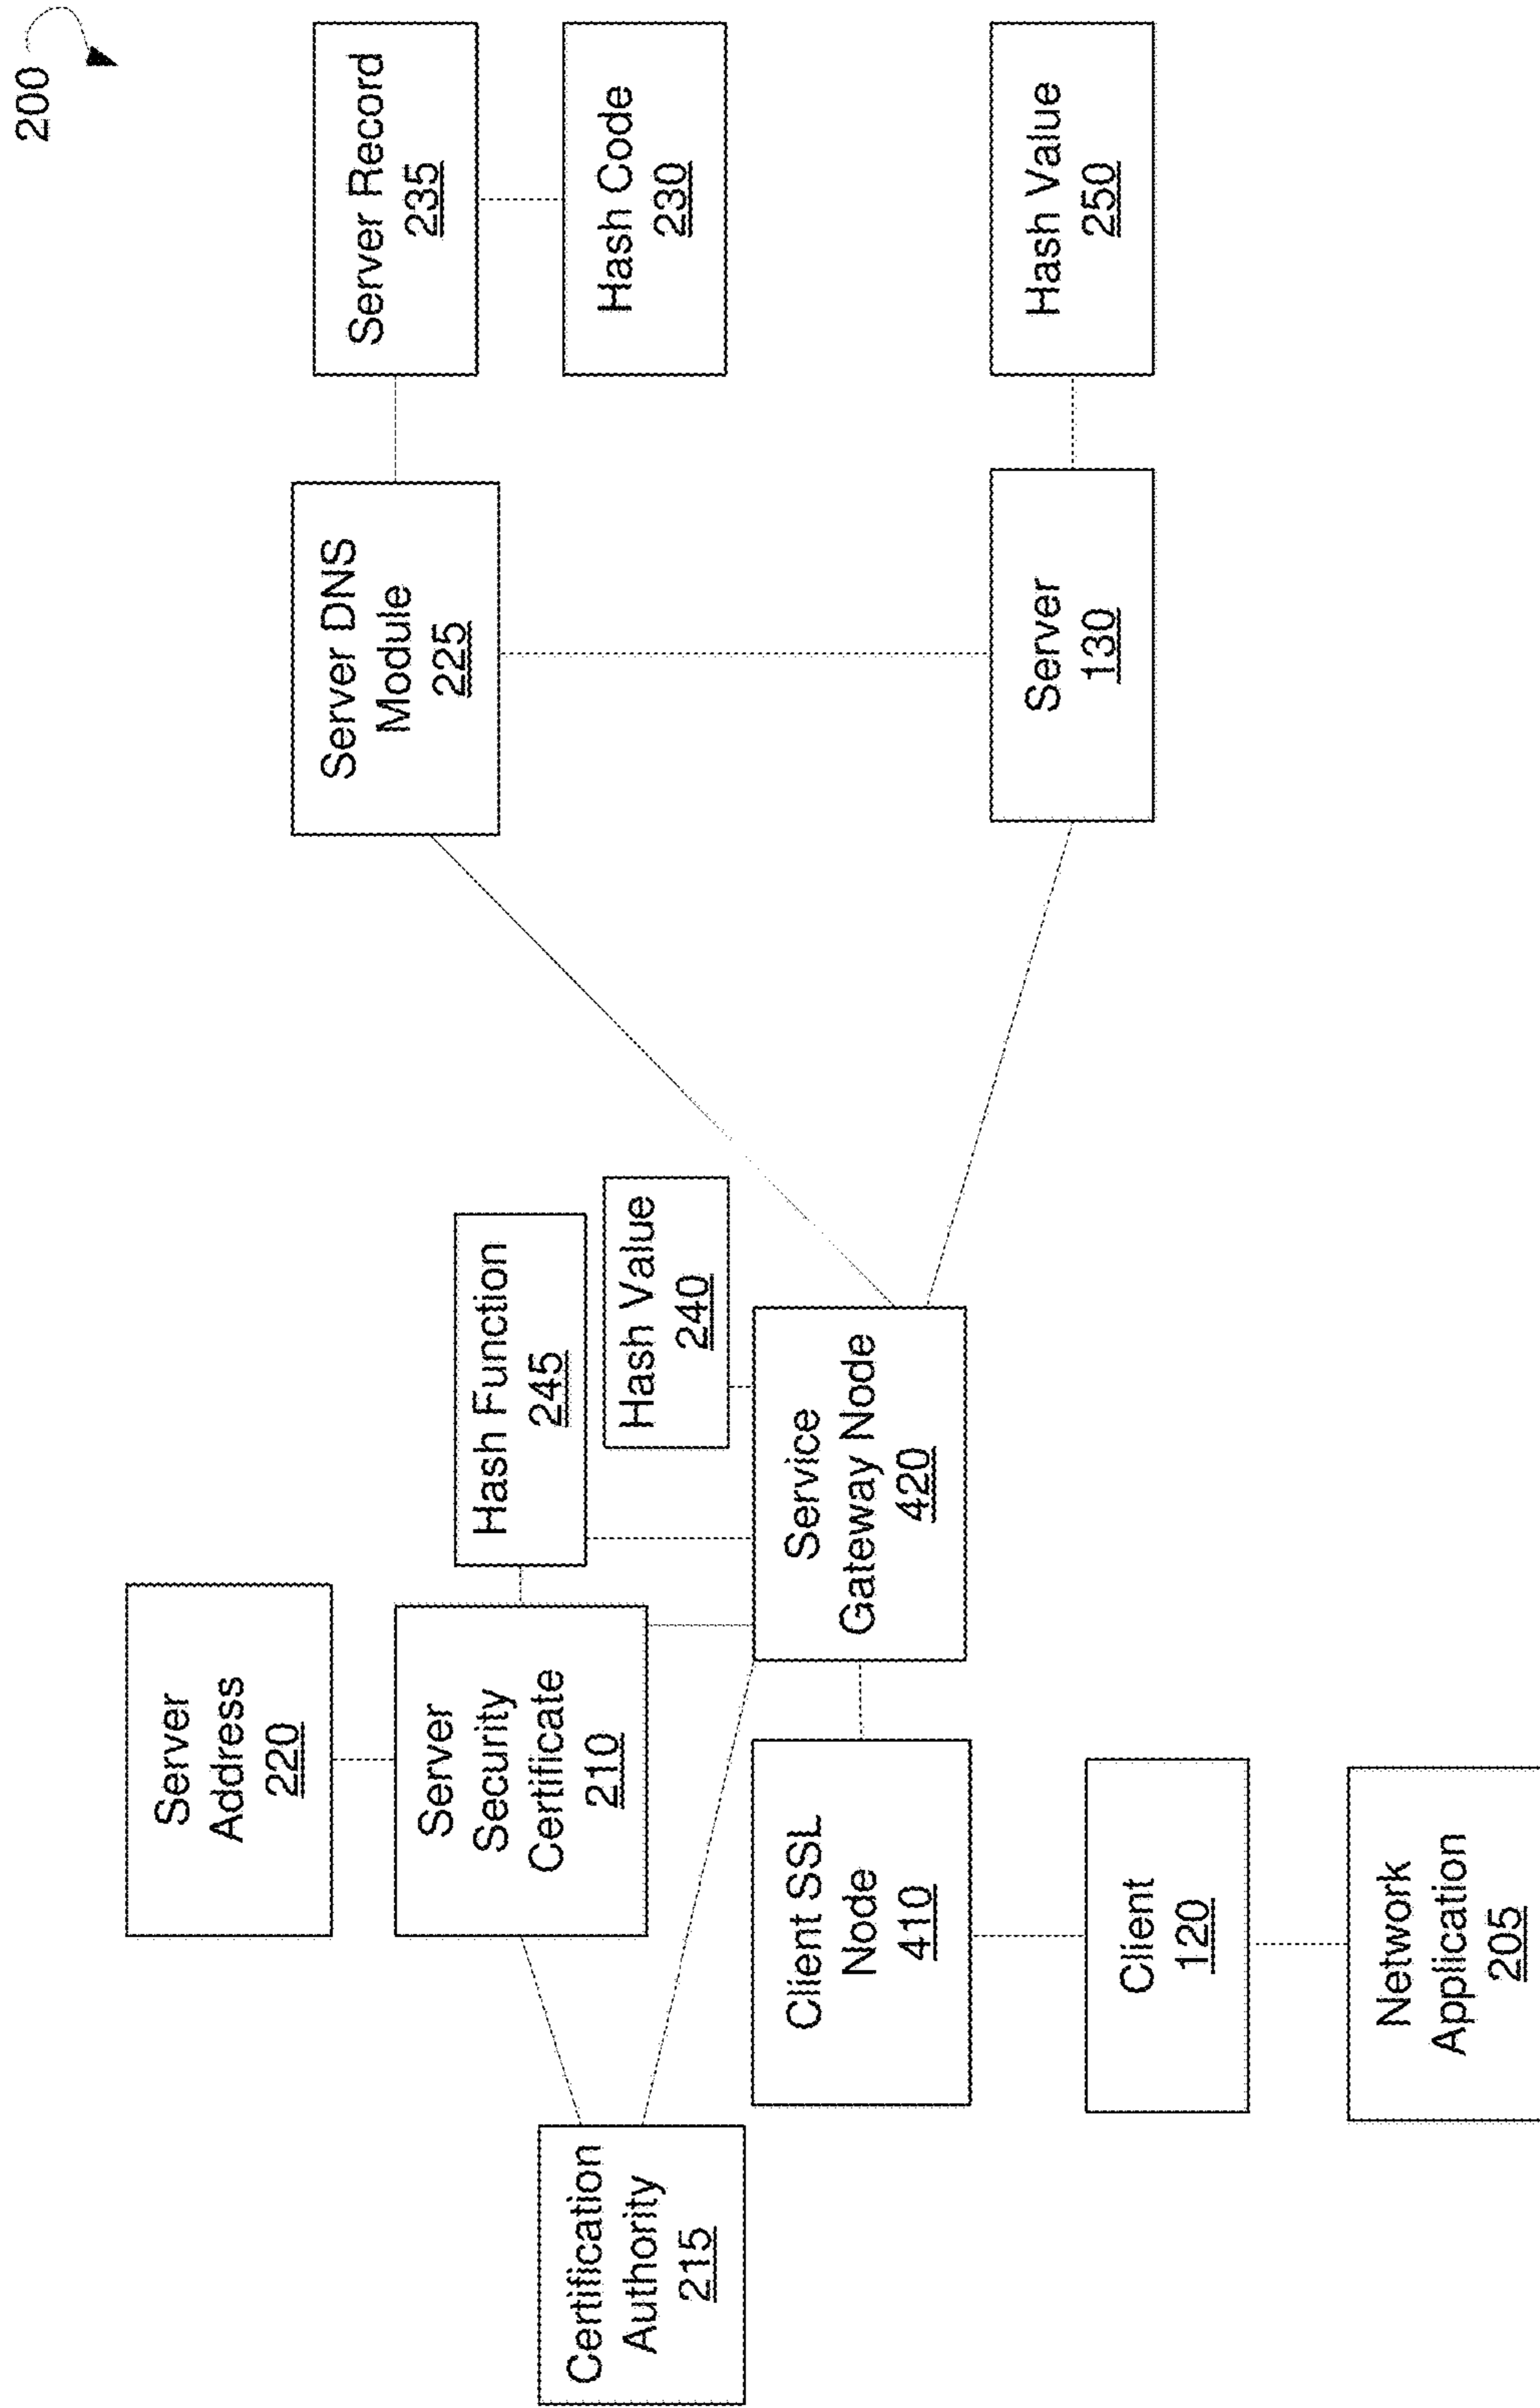 200
Server Record
235
Hash Code
230
Hash Value
250
Server DNS
Module
225
Server
130
Hash Function
245
Hash Value
240
Service
Gateway Node
420
Server
Address
220
Server
Security
Certificate
210
Client SSL
Node
410
Client
120
Network
Application
205
Certification
Authority
215